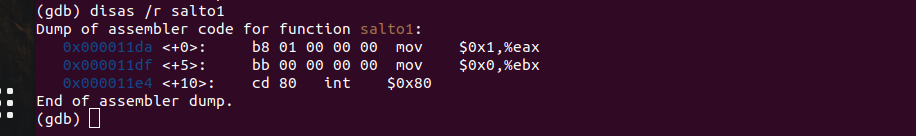 (gdb) disas /r salto1
Dump of assembler code for function salto1:
   0x000011da <+0>:     b8 01 00 00 00  mov    $0x1,%eax
   0x000011df <+5>:     bb 00 00 00 00  mov    $0x0,%ebx
   0x000011e4 <+10>:    cd 80   int    $0x80
End of assembler dump.
(gdb)